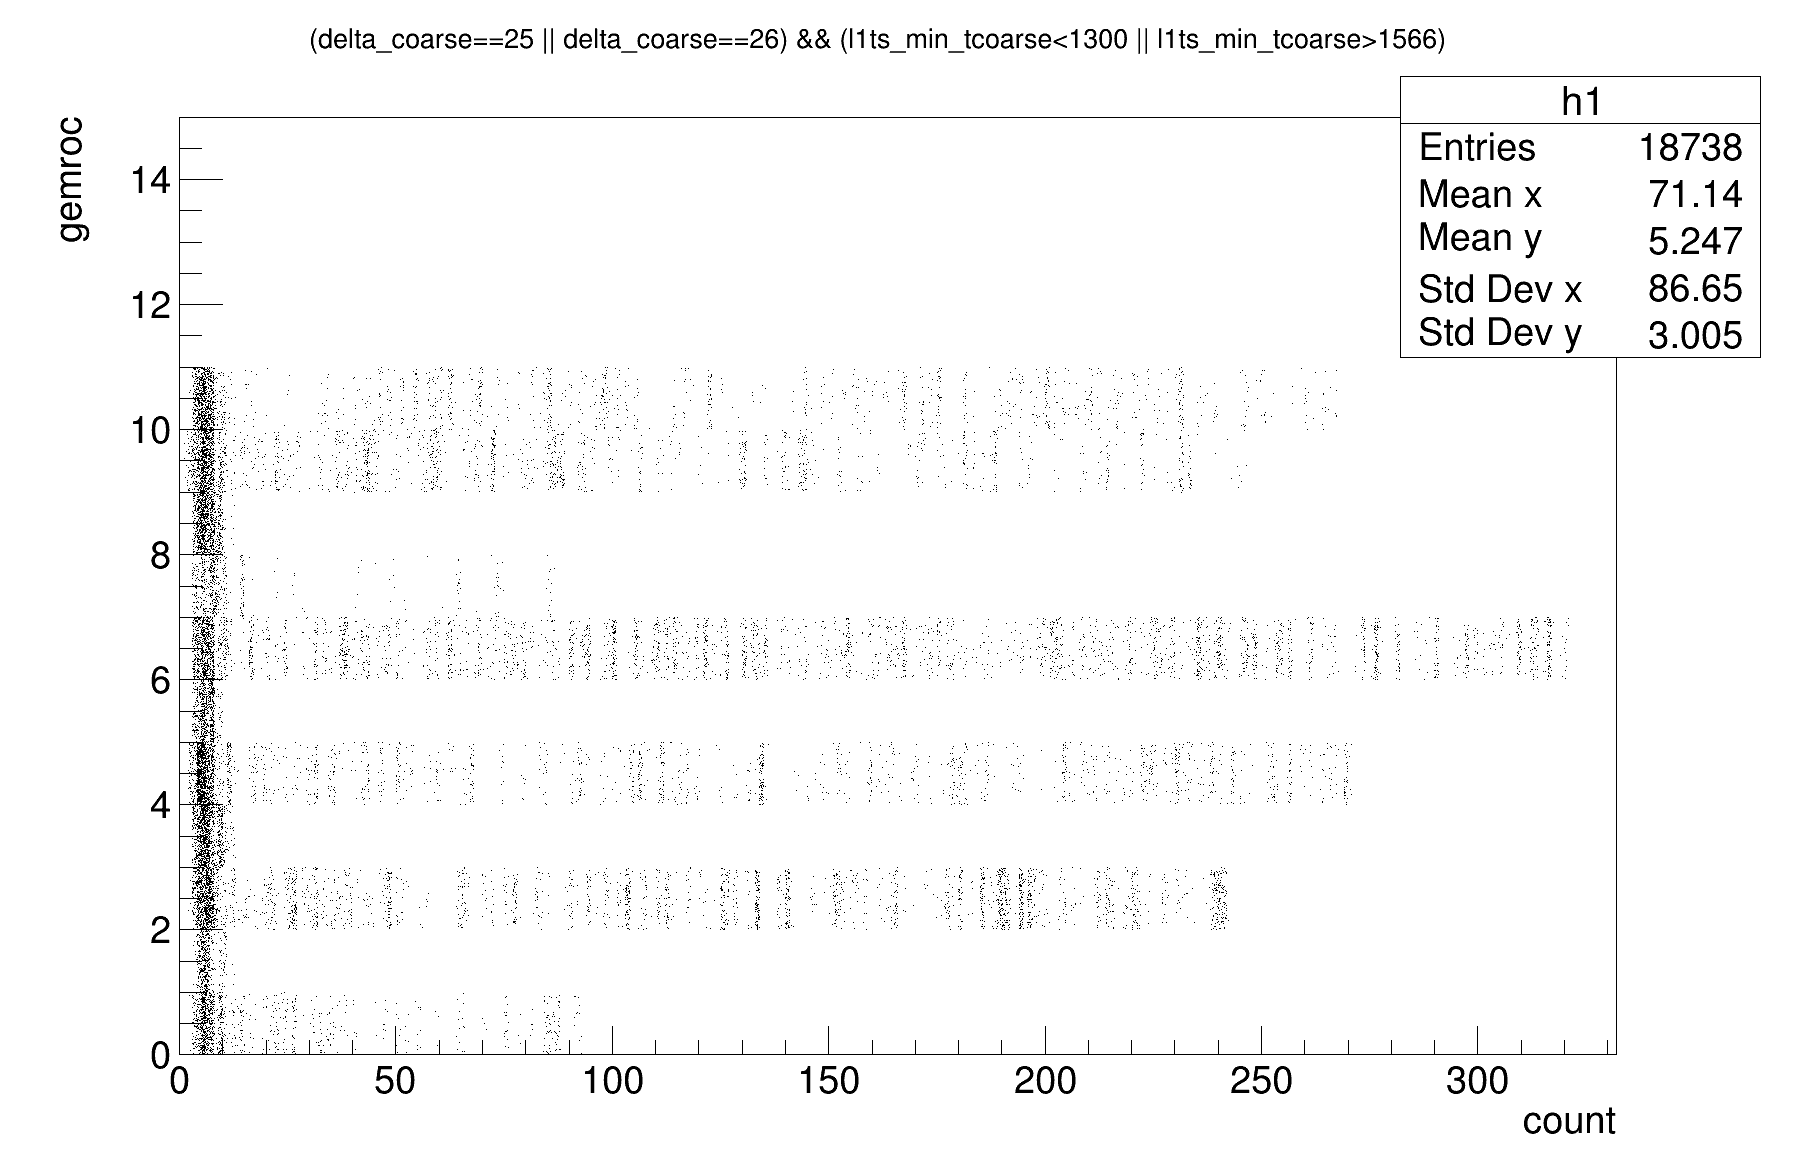 (delta_coarse==25 || delta_coarse==26) && (l1ts_min_tcoarse<1300 || l1ts_min_tcoarse>1566)
h1
Entries 18738
Mean x 71.14
Mean y 5.247
Std Dev x 86.65
Std Dev y 3.005
gemroc
14
12
10
8
6
4
2
0
0 50 100 150 200 250 300
count